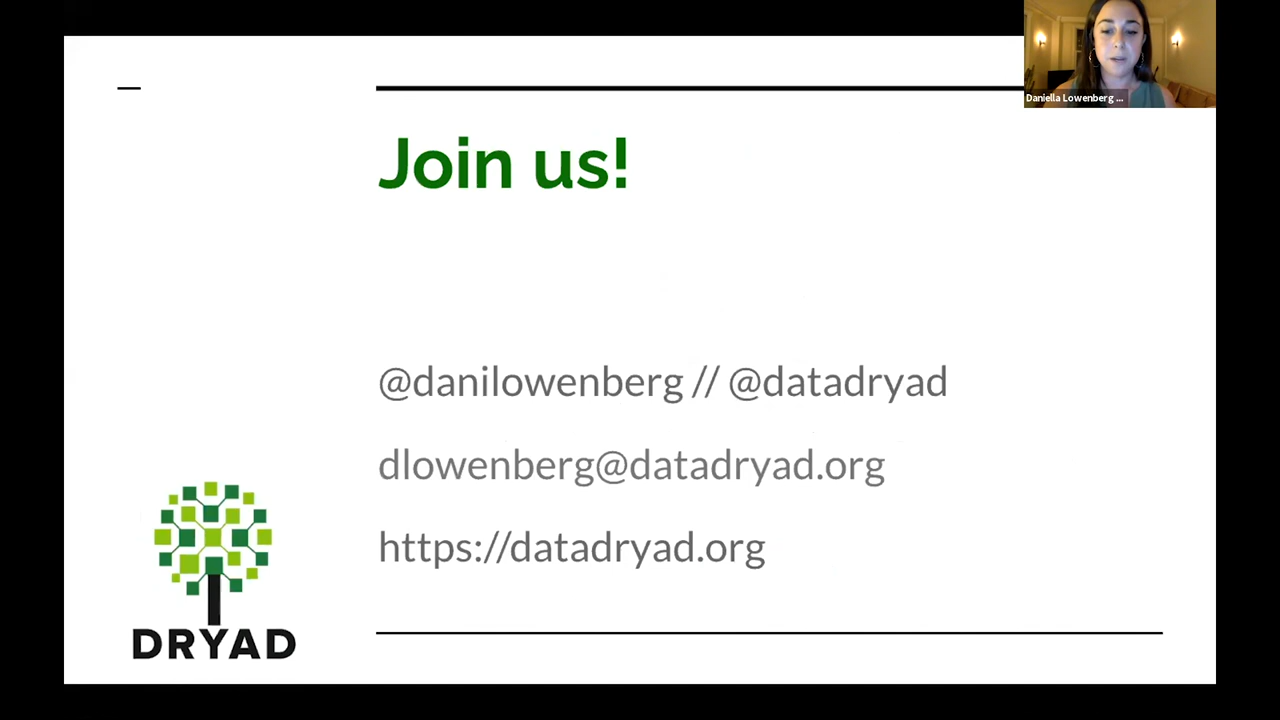 Daniella Lowenberg ...
Join us!
@danilowenberg // @datadryad
dlowenberg@datadryad.org
https://datadryad.org
DRYAD